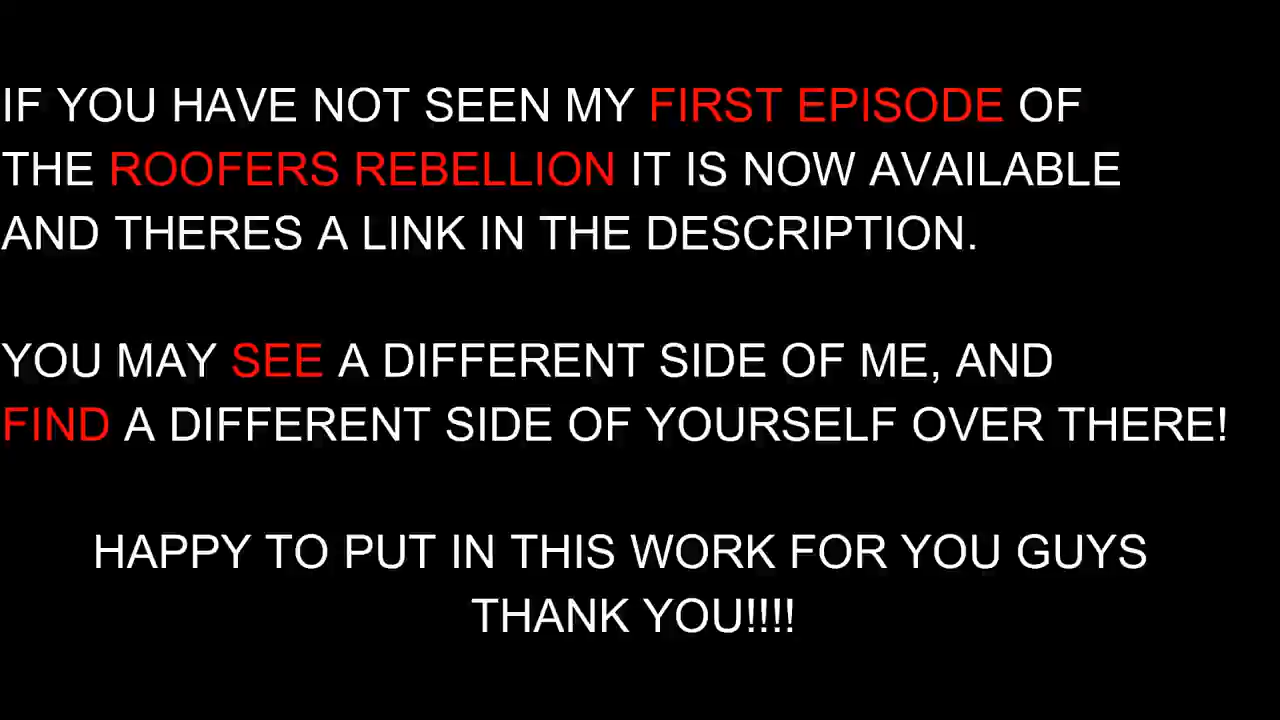 IF YOU HAVE NOT SEEN MY FIRST EPISODE OF
THE ROOFERS REBELLION IT IS NOW AVAILABLE
AND THERES A LINK IN THE DESCRIPTION.
YOU MAY SEE A DIFFERENT SIDE OF ME, AND
FIND A DIFFERENT SIDE OF YOURSELF OVER THERE!
HAPPY TO PUT IN THIS WORK FOR YOU GUYS
THANK YOU!!!!